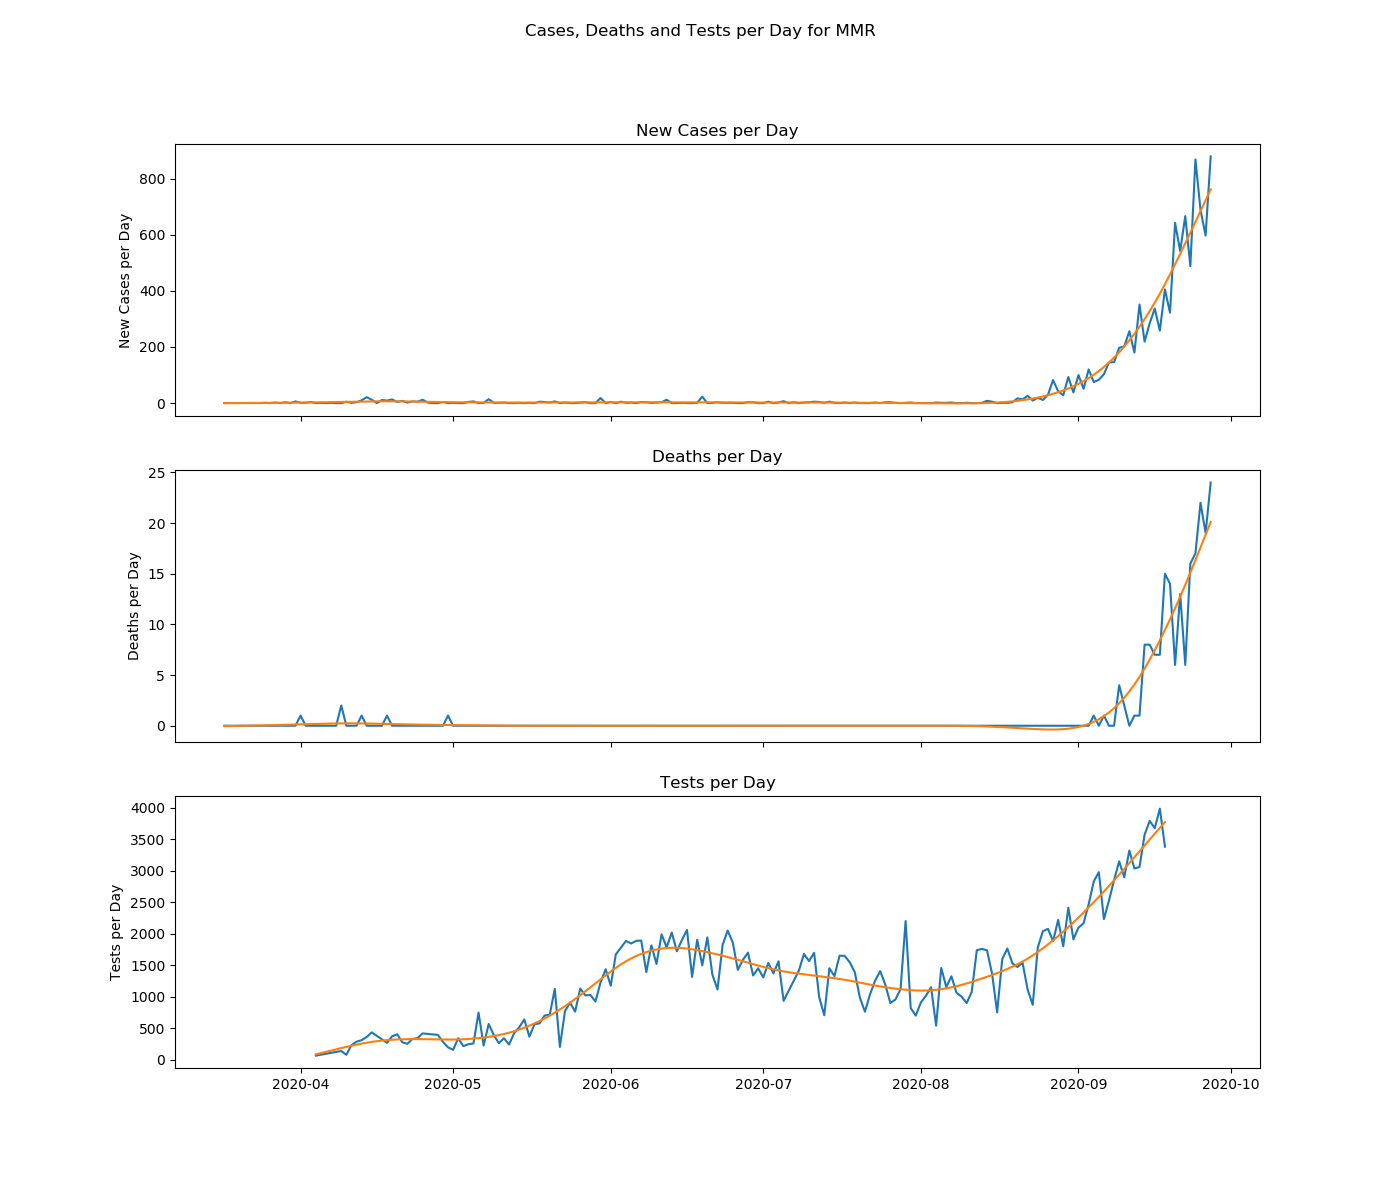 Cases, Deaths and Tests per Day for MMR
New Cases per Day
New Cases per Day
800
600
400
200
0
Deaths per Day
Deaths per Day
25
20
15
10
5
0
Tests per Day
Tests per Day
4000
3500
3000
2500
2000
1500
1000
500
0
2020-04 2020-05 2020-06 2020-07 2020-08 2020-09 2020-10